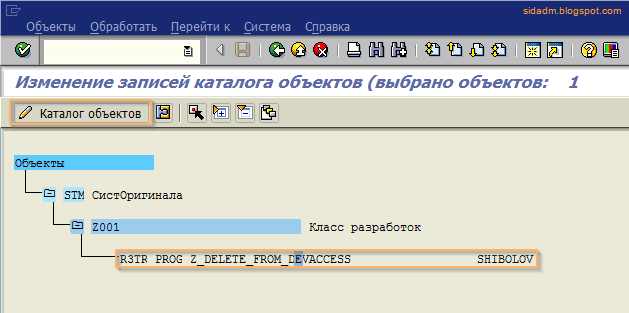 sidadm.blogspot.com
Объекты Обработать Перейти к Система Справка
Изменение записей каталога объектов (выбрано объектов: 1
Каталог объектов
Объекты
STM СистОригинала
Z001 Класс разработок
R3TR PROG Z_DELETE_FROM_DEVACCESS SHIBOLOV